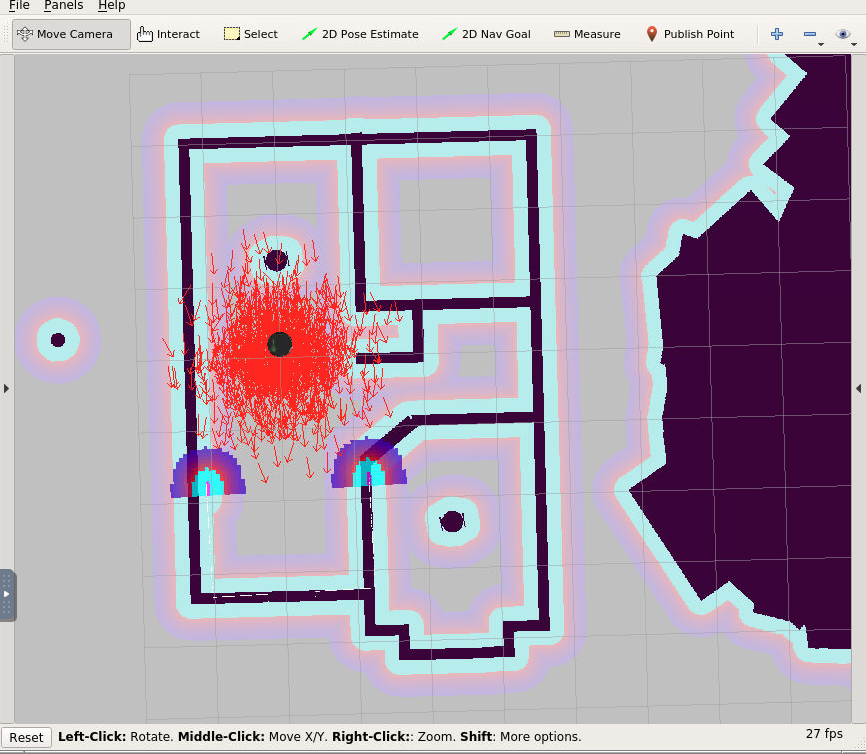 File Panels Help
Move Camera Interact Select 2D Pose Estimate 2D Nav Goal Measure Publish Point
Reset Left-Click: Rotate. Middle-Click: Move X/Y. Right-Click:: Zoom. Shift: More options. 27 fps